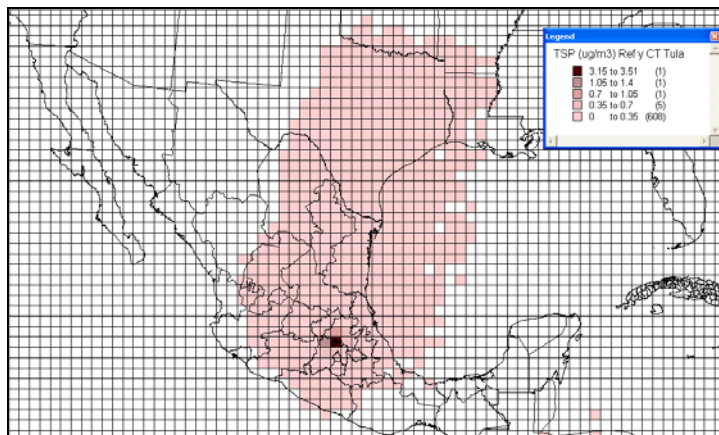 Legend
TSP (ug/m3) Ref y CT Tula
3.15 to 3.51 (1)
1.05 to 1.4 (1)
0.7 to 1.05 (1)
0.35 to 0.7 (5)
0 to 0.35 (608)